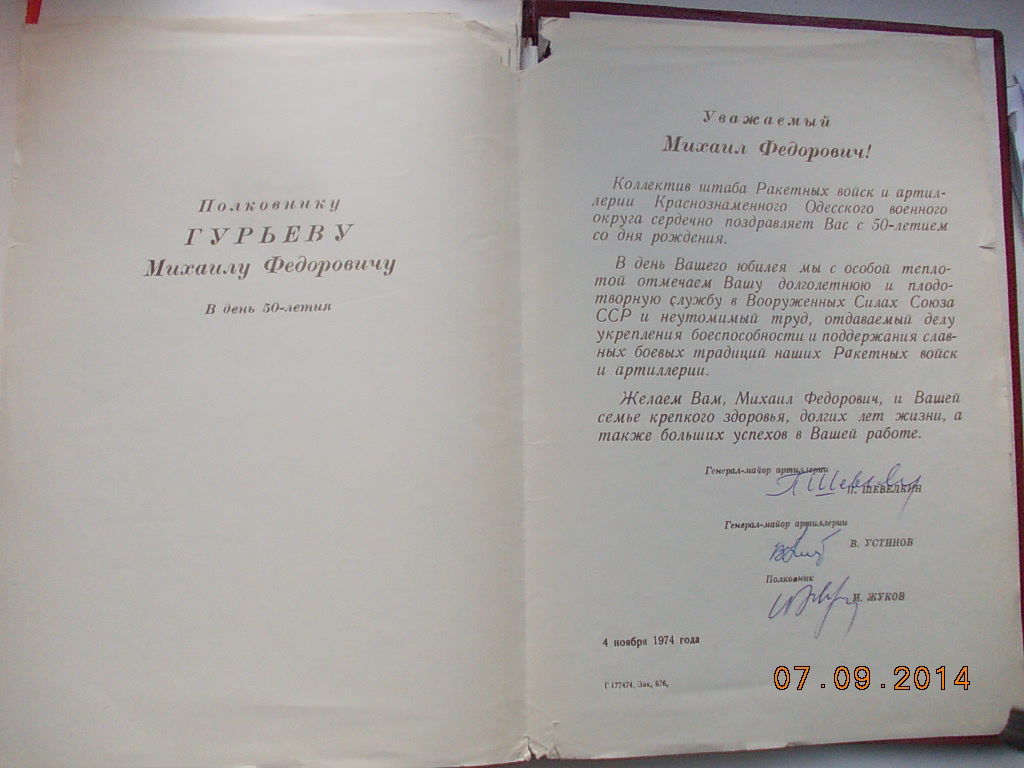 Полковнику
ГУРЬЕВУ
Михаилу Федоровичу
В день 50-летия
Уважаемый
Михаил Федорович!
Коллектив штаба Ракетных войск и артил-
лерии Краснознаменного Одесского военного
округа сердечно поздравляет Вас с 50-летием
со дня рождения.
В день Вашего юбилея мы с особой тепло-
той отмечаем Вашу долголетнюю и плодо-
творную службу в Вооруженных Силах Союза
ССР и неутомимый труд, отдаваемый делу
укрепления боеспособности и поддержания слав-
ных боевых традиций наших Ракетных войск
и артиллерии.
Желаем Вам, Михаил Федорович, и Вашей
семье крепкого здоровья, долгих лет жизни, а
также больших успехов в Вашей работе.
Генерал-майор артиллерии
П. ШЕВЕЛКИН
Генерал-майор артиллерии
В. УСТИНОВ
Полковник
И. ЖУКОВ
4 ноября 1974 года
Г 177474. Зак. 676,
07.09.2014